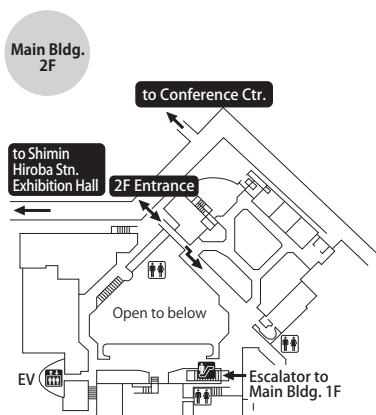 Main Bldg.
2F
to Conference Ctr.
to Shimin
Hiroba Stn.
Exhibition Hall
2F Entrance
Open to below
EV
Escalator to
Main Bldg. 1F